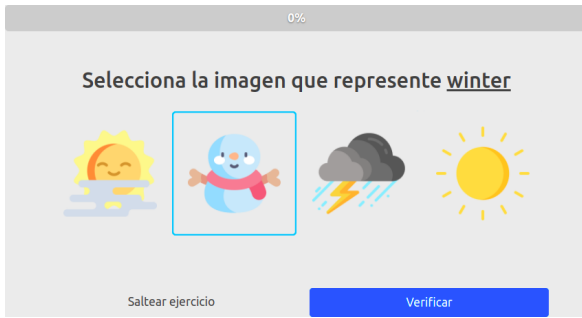 0%
Selecciona la imagen que represente winter
Saltear ejercicio
Verificar